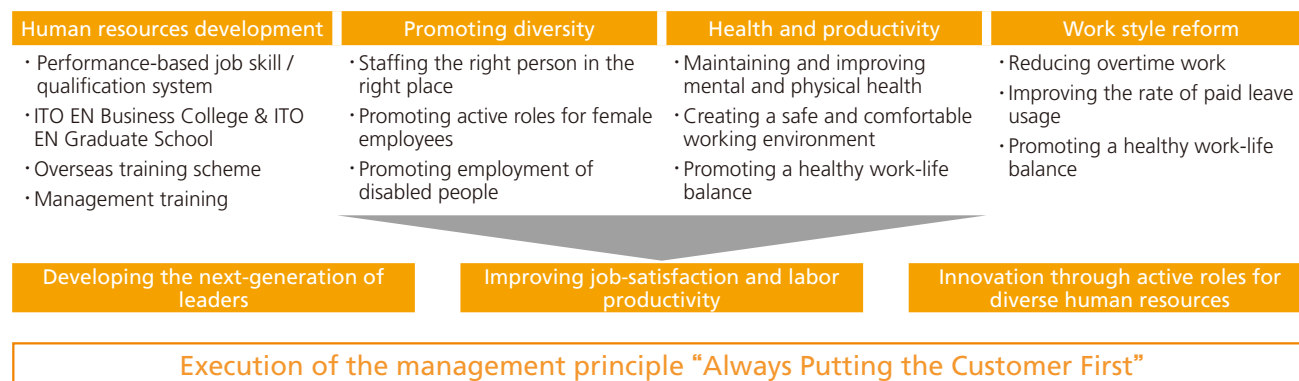 Human resources development
・Performance-based job skill /
qualification system
・ITO EN Business College & ITO
EN Graduate School
・Overseas training scheme
・Management training
Promoting diversity
・Staffing the right person in the
right place
・Promoting active roles for female
employees
・Promoting employment of
disabled people
Health and productivity
・Maintaining and improving
mental and physical health
・Creating a safe and comfortable
working environment
・Promoting a healthy work-life
balance
Work style reform
・Reducing overtime work
・Improving the rate of paid leave
usage
・Promoting a healthy work-life
balance
Developing the next-generation of
leaders
Improving job-satisfaction and labor
productivity
Innovation through active roles for
diverse human resources
Execution of the management principle “Always Putting the Customer First”